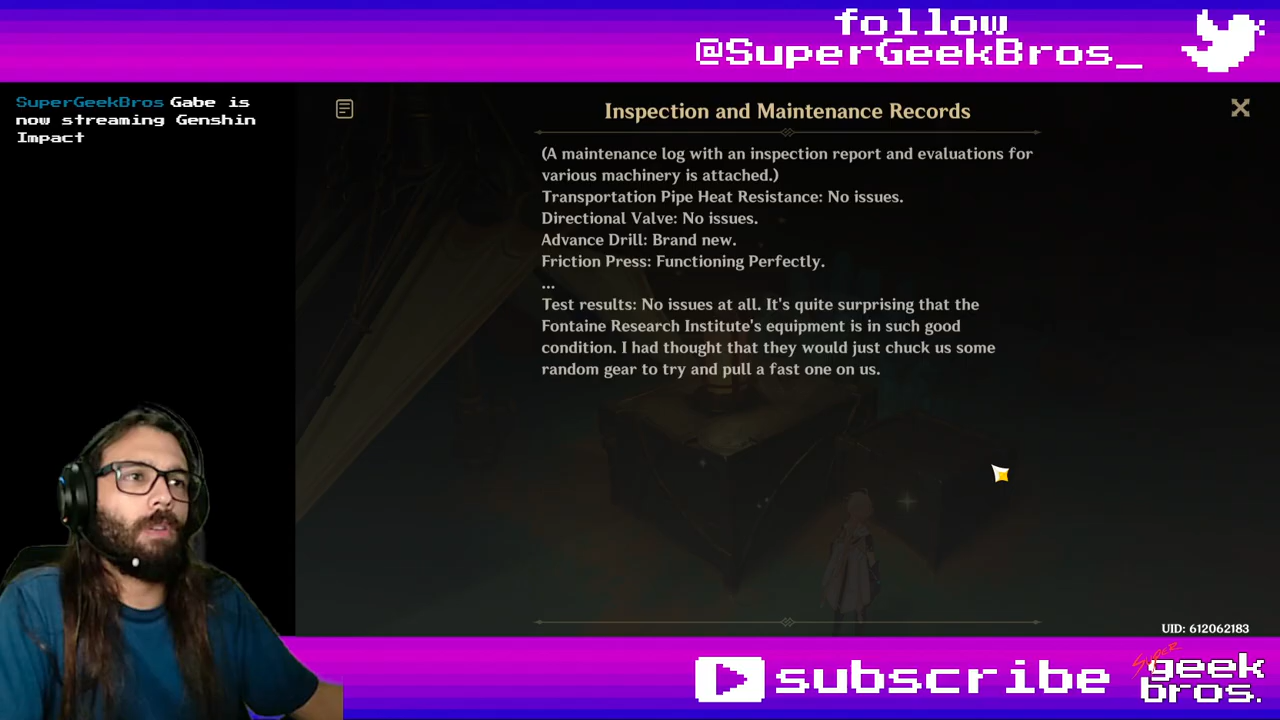 follow
@SuperGeekBros_
SuperGeekBros Gabe is
now streaming Genshin
Impact
Inspection and Maintenance Records
(A maintenance log with an inspection report and evaluations for
various machinery is attached.)
Transportation Pipe Heat Resistance: No issues.
Directional Valve: No issues.
Advance Drill: Brand new.
Friction Press: Functioning Perfectly.
...
Test results: No issues at all. It's quite surprising that the
Fontaine Research Institute's equipment is in such good
condition. I had thought that they would just chuck us some
random gear to try and pull a fast one on us.
UID: 612062183
subscribe
SUPER
geek
bros.